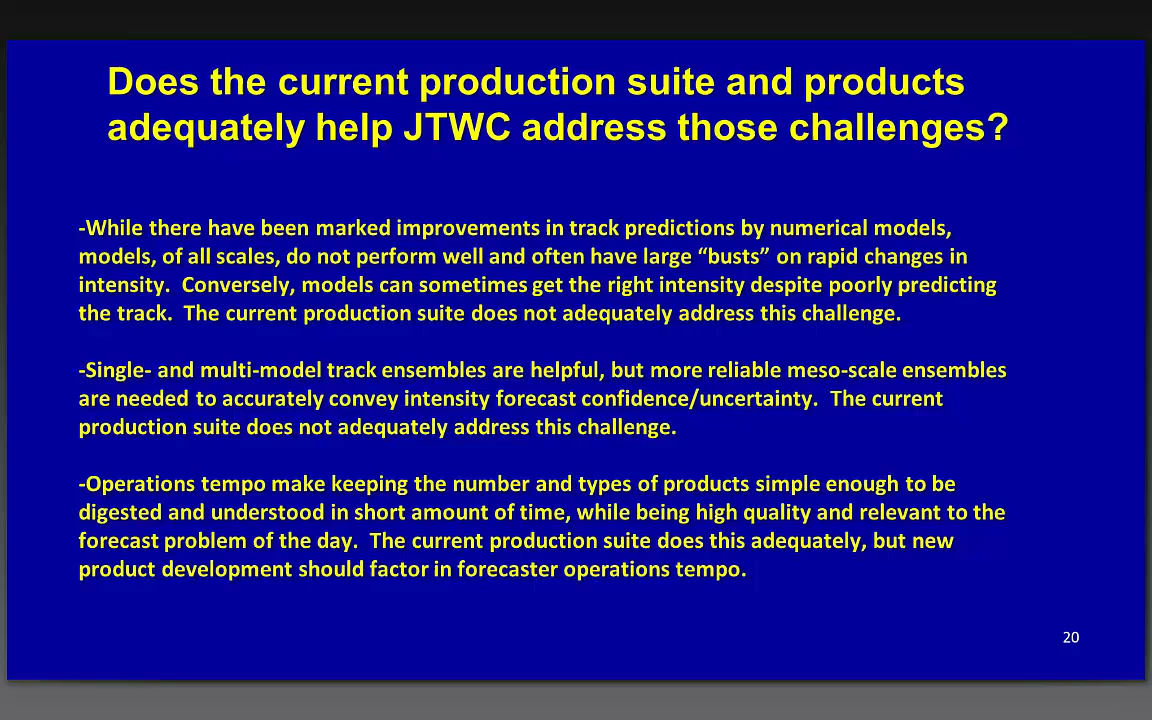 Does the current production suite and products
adequately help JTWC address those challenges?
-While there have been marked improvements in track predictions by numerical models,
models, of all scales, do not perform well and often have large “busts” on rapid changes in
intensity.  Conversely, models can sometimes get the right intensity despite poorly predicting
the track.  The current production suite does not adequately address this challenge.
-Single- and multi-model track ensembles are helpful, but more reliable meso-scale ensembles
are needed to accurately convey intensity forecast confidence/uncertainty.  The current
production suite does not adequately address this challenge.
-Operations tempo make keeping the number and types of products simple enough to be
digested and understood in short amount of time, while being high quality and relevant to the
forecast problem of the day.  The current production suite does this adequately, but new
product development should factor in forecaster operations tempo.
20